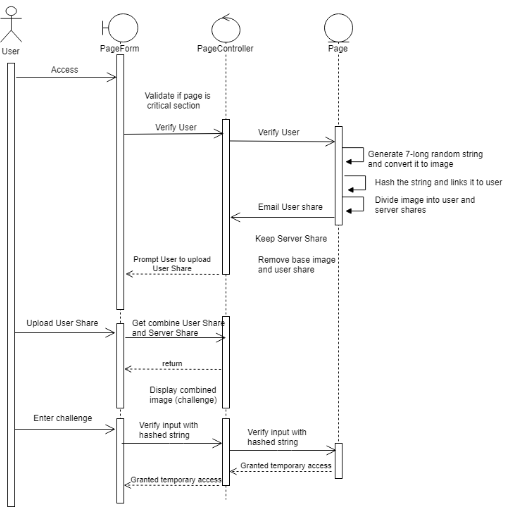 User
PageForm
PageController
Page
Access
Validate if page is
critical section
Verify User
Verify User
Generate 7-long random string
and convert it to image
Hash the string and links it to user
Divide image into user and
server shares
Email User share
Keep Server Share
Prompt User to upload
User Share
Remove base image
and user share
Upload User Share
Get combine User Share
and Server Share
return
Display combined
image (challenge)
Enter challenge
Verify input with
hashed string
Verify input with
hashed string
Granted temporary access
Granted temporary access